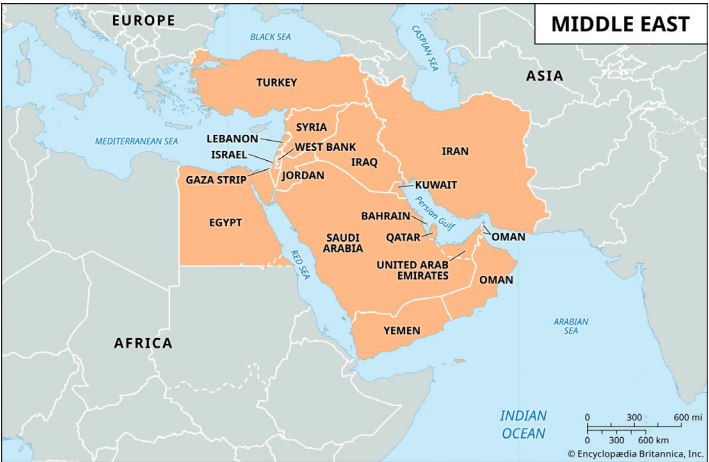 MIDDLE EAST
EUROPE
BLACK SEA
CASPIAN SEA
ASIA
TURKEY
MEDITERRANEAN SEA
LEBANON
SYRIA
ISRAEL
WEST BANK
IRAQ
IRAN
GAZA STRIP
JORDAN
KUWAIT
EGYPT
BAHRAIN
Persian Gulf
QATAR
OMAN
SAUDI
ARABIA
RED SEA
UNITED ARAB
EMIRATES
OMAN
YEMEN
ARABIAN
SEA
AFRICA
INDIAN
OCEAN
0 300 600 mi
0 300 600 km
© Encyclopædia Britannica, Inc.